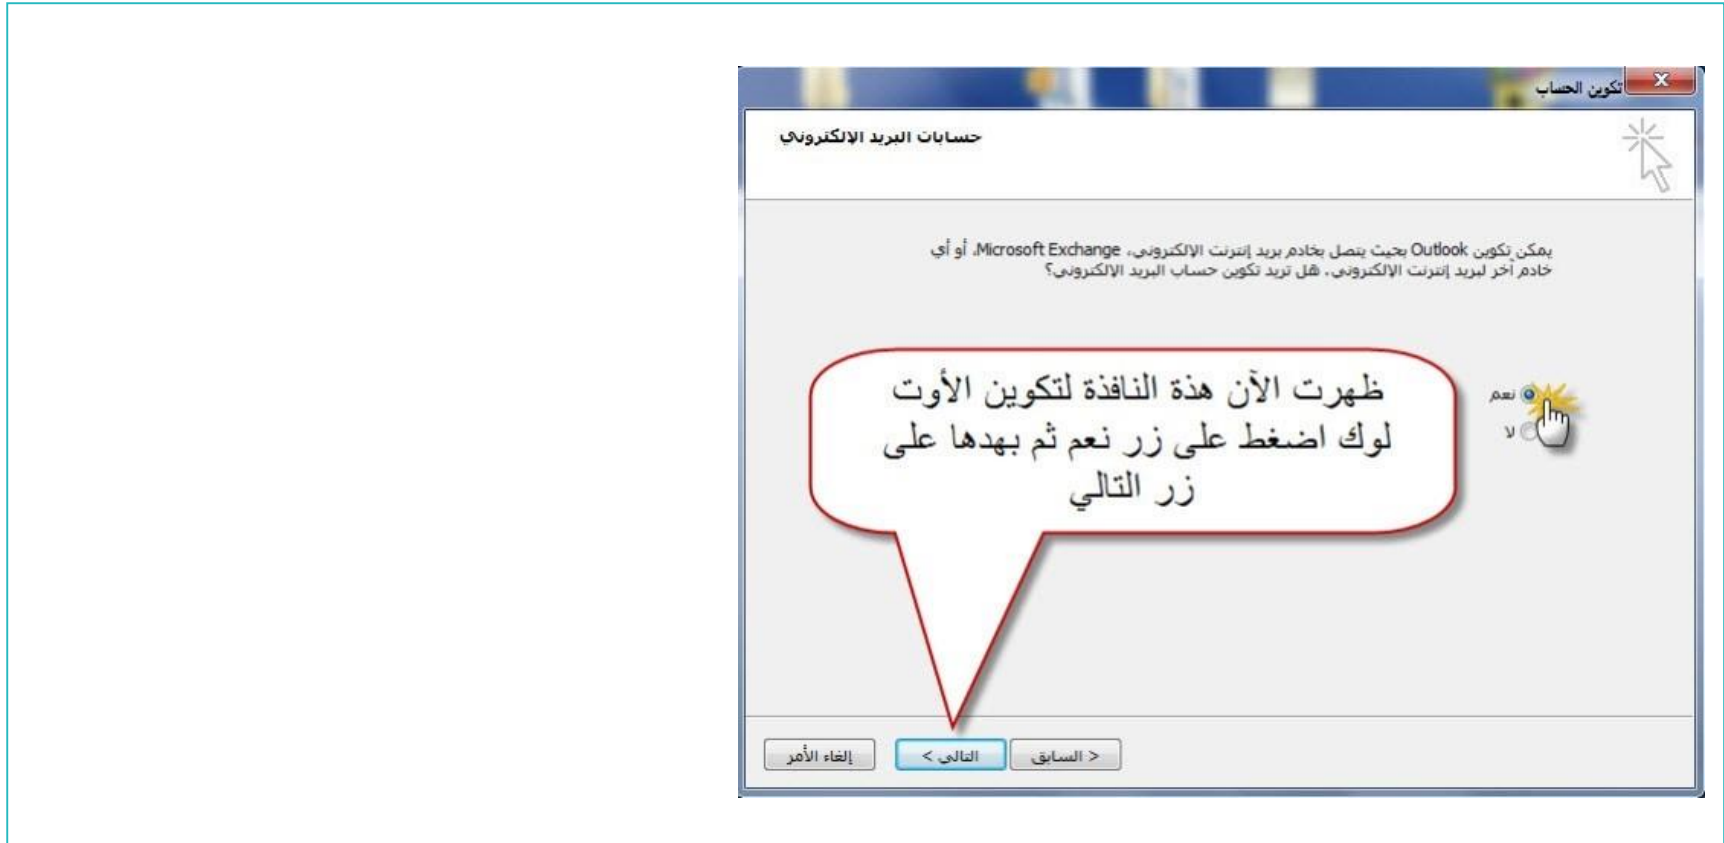 تكوين الحساب
حسابات البريد الإلكتروني
يمكن تكوين Outlook بحيث يتصل بخادم بريد إنترنت الإلكتروني، Microsoft Exchange، أو أي
خادم آخر لبريد إنترنت الإلكتروني، هل تريد تكوين حساب البريد الإلكتروني؟
نعم
لا
ظهرت الآن هذة النافذة لتكوين الأوت
لوك اضغط على زر نعم ثم بهدها على
زر التالي
< السابق
التالي >
إلغاء الأمر